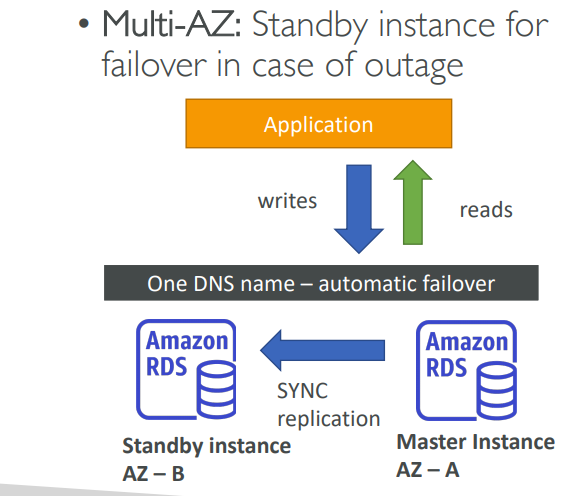 • Multi-AZ: Standby instance for
failover in case of outage
Application
writes
reads
One DNS name – automatic failover
Amazon
RDS
Amazon
RDS
SYNC
replication
Standby instance
AZ – B
Master Instance
AZ – A